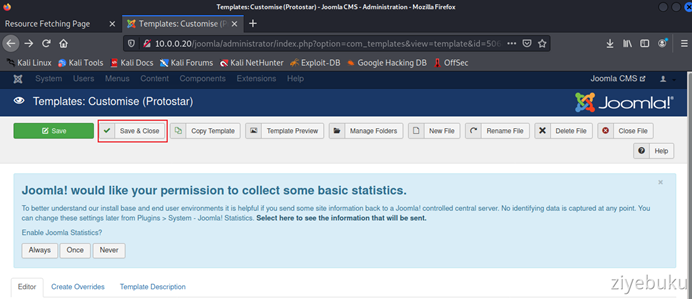 Templates: Customise (Protostar) - Joomla CMS - Administration - Mozilla Firefox
Resource Fetching Page
Templates: Customise (Pr
10.0.0.20/joomla/administrator/index.php?option=com_templates&view=template&id=506
Kali Linux Kali Tools Kali Docs Kali Forums Kali NetHunter Exploit-DB Google Hacking DB OffSec
System Users Menus Content Components Extensions Help Joomla CMS
Templates: Customise (Protostar) Joomla!
Save Save & Close Copy Template Template Preview Manage Folders New File Rename File Delete File Close File
Help
Joomla! would like your permission to collect some basic statistics.
To better understand our install base and end user environments it is helpful if you send some site information back to a Joomla! controlled central server. No identifying data is captured at any point. You
can change these settings later from Plugins > System - Joomla! Statistics. Select here to see the information that will be sent.
Enable Joomla Statistics?
Always Once Never
Editor Create Overrides Template Description
ziyebuku